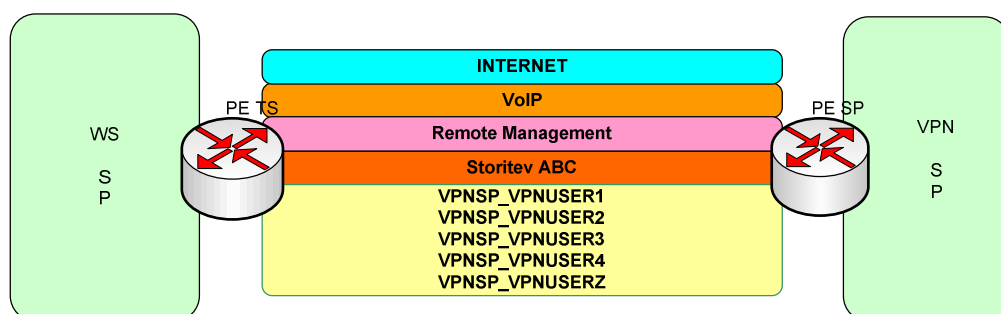 INTERNET
VoIP
PE TS
PE SP
Remote Management
WS
VPN
Storitev ABC
S
P
S
P
VPNSP_VPNUSER1
VPNSP_VPNUSER2
VPNSP_VPNUSER3
VPNSP_VPNUSER4
VPNSP_VPNUSERZ